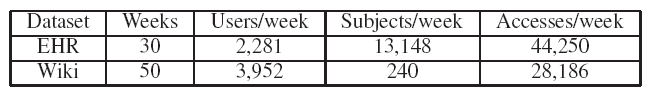 Dataset Weeks Users/week Subjects/week Accesses/week
EHR 30 2,281 13,148 44,250
Wiki 50 3,952 240 28,186